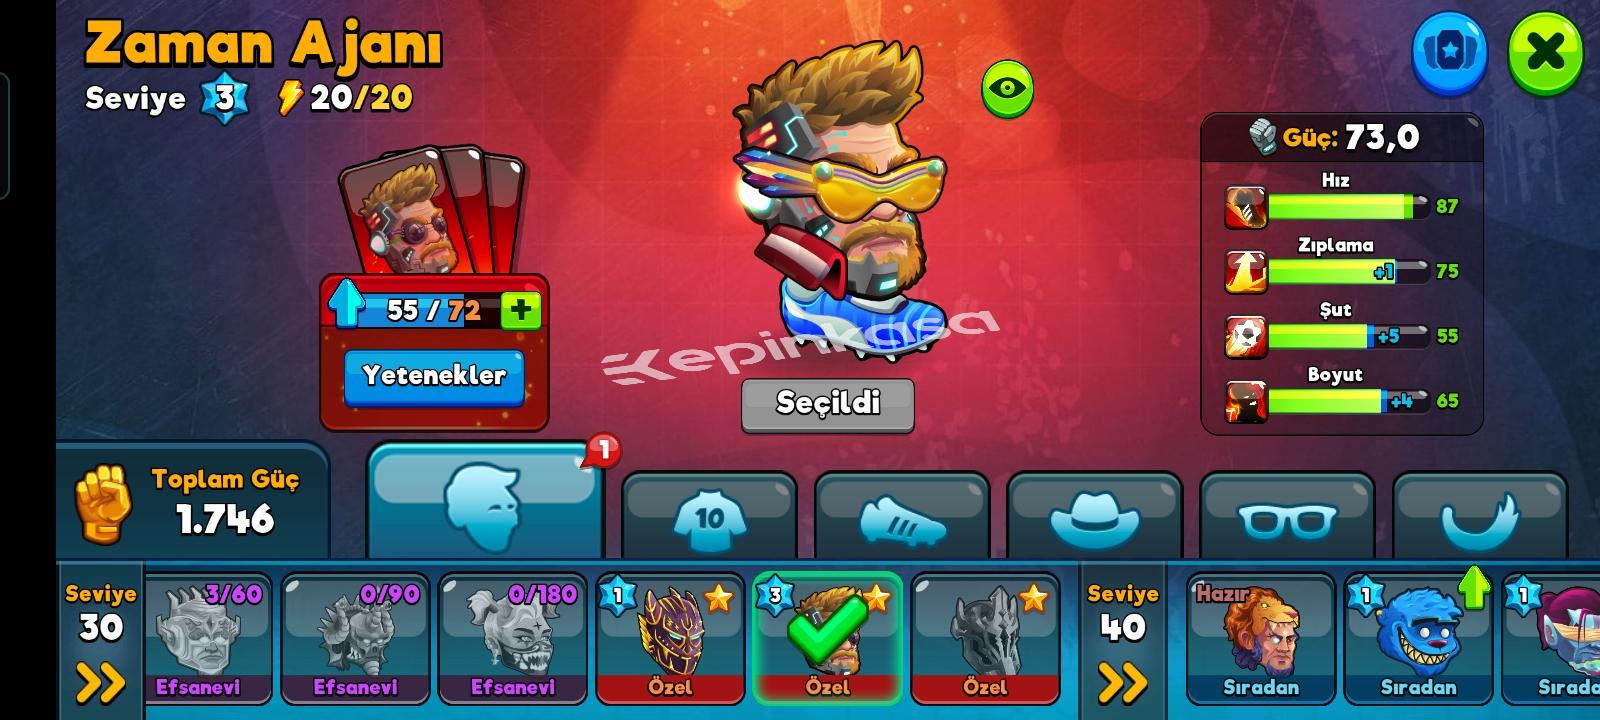 Zaman Ajanı
Seviye 3 20/20
55 / 72
Yetenekler
Kepinkasa
Seçildi
Güç: 73,0
Hız
87
Zıplama
+1 75
Şut
+5 55
Boyut
+4 65
Toplam Güç
1.746
1
10
Seviye
30
3/60
Efsanevi
0/90
Efsanevi
0/180
Efsanevi
1
Özel
3
Özel
Özel
Seviye
40
Hazır
Sıradan
1
Sıradan
1
Sırada